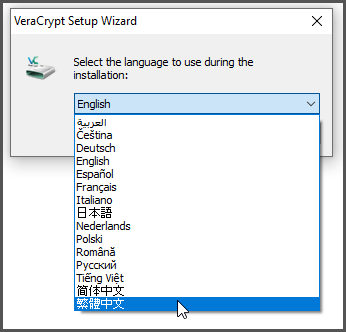 VeraCrypt Setup Wizard
VC
Select the language to use during the
installation:
English
العربية
Čeština
Deutsch
English
Español
Français
Italiano
日本語
Nederlands
Polski
Română
Русский
Tiếng Việt
简体中文
繁體中文